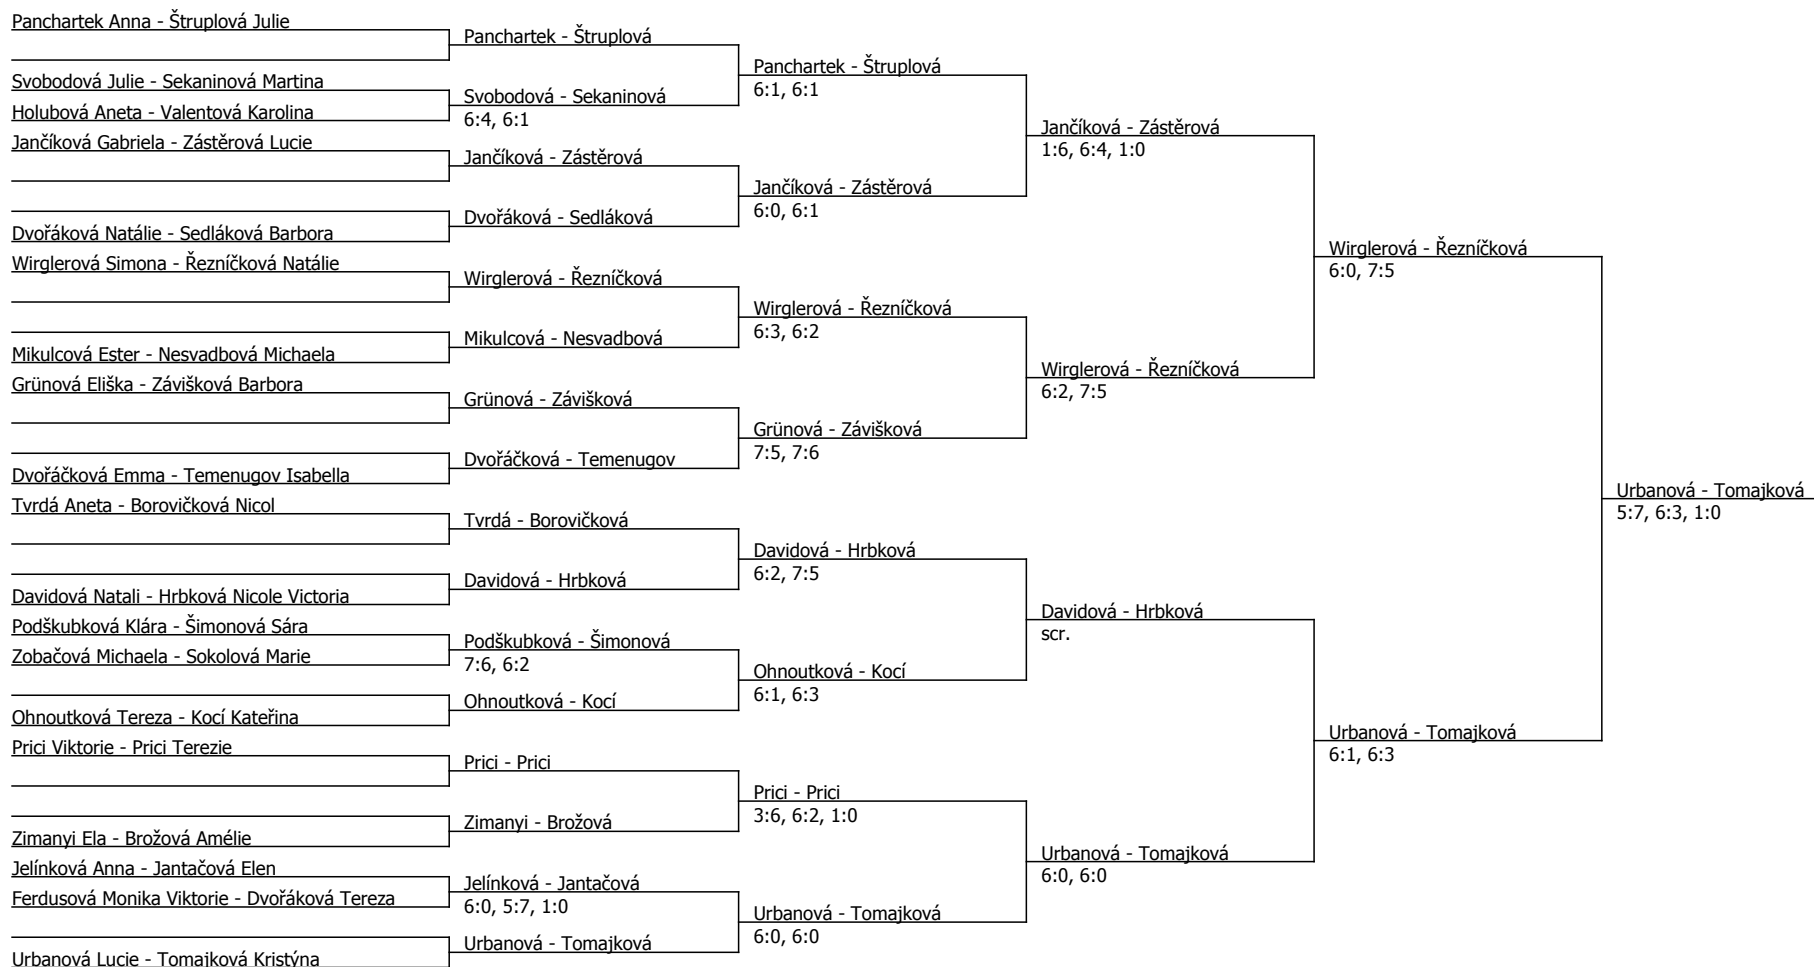 Panchartek Anna - Štruplová Julie
Svobodová Julie - Sekaninová Martina
Holubová Aneta - Valentová Karolina
Jančíková Gabriela - Zástěrová Lucie
Dvořáková Natálie - Sedláková Barbora
Wirglerová Simona - Řezníčková Natálie
Mikulcová Ester - Nesvadbová Michaela
Grünová Eliška - Závišková Barbora
Dvořáčková Emma - Temenugov Isabella
Tvrdá Aneta - Borovičková Nicol
Davidová Natali - Hrbková Nicole Victoria
Podškubková Klára - Šimonová Sára
Zobačová Michaela - Sokolová Marie
Ohnoutková Tereza - Kocí Kateřina
Prici Viktorie - Prici Terezie
Zimanyi Ela - Brožová Amélie
Jelínková Anna - Jantačová Elen
Ferdusová Monika Viktorie - Dvořáková Tereza
Urbanová Lucie - Tomajková Kristýna
Panchartek - Štruplová
Svobodová - Sekaninová
6:4, 6:1
Jančíková - Zástěrová
Dvořáková - Sedláková
Wirglerová - Řezníčková
Mikulcová - Nesvadbová
Grünová - Závišková
Dvořáčková - Temenugov
Tvrdá - Borovičková
Davidová - Hrbková
Podškubková - Šimonová
7:6, 6:2
Ohnoutková - Kocí
Prici - Prici
Zimanyi - Brožová
Jelínková - Jantačová
6:0, 5:7, 1:0
Urbanová - Tomajková
Panchartek - Štruplová
6:1, 6:1
Jančíková - Zástěrová
6:0, 6:1
Wirglerová - Řezníčková
6:3, 6:2
Grünová - Závišková
7:5, 7:6
Davidová - Hrbková
6:2, 7:5
Ohnoutková - Kocí
6:1, 6:3
Prici - Prici
3:6, 6:2, 1:0
Urbanová - Tomajková
6:0, 6:0
Jančíková - Zástěrová
1:6, 6:4, 1:0
Wirglerová - Řezníčková
6:2, 7:5
Davidová - Hrbková
scr.
Urbanová - Tomajková
6:0, 6:0
Wirglerová - Řezníčková
6:0, 7:5
Urbanová - Tomajková
6:1, 6:3
Urbanová - Tomajková
5:7, 6:3, 1:0